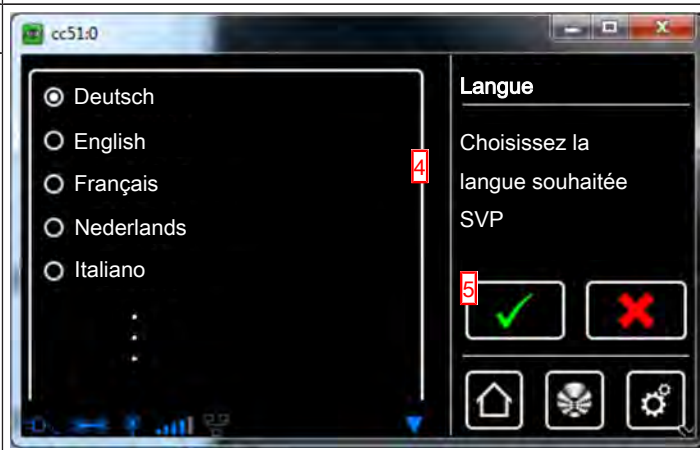 cc51:0
Deutsch
English
Français
Nederlands
Italiano
4
Langue
Choisissez la
langue souhaitée
SVP
5